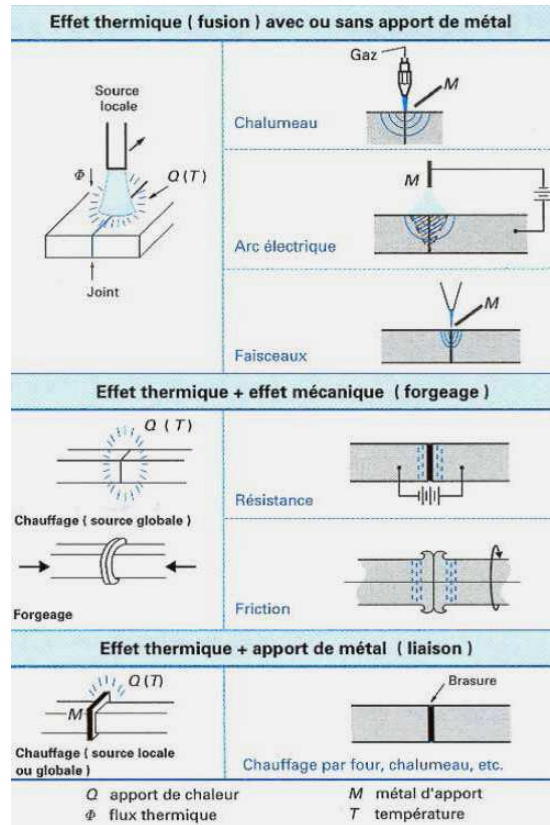 Effet thermique ( fusion ) avec ou sans apport de métal
Source
locale
Φ
Q (T)
Joint
Gaz
M
Chalumeau
M
Arc électrique
M
Faisceaux
Effet thermique + effet mécanique ( forgeage )
Q (T)
Chauffage ( source globale )
Forgeage
Résistance
Friction
Effet thermique + apport de métal ( liaison )
Q(T)
M
Chauffage ( source locale
ou globale )
Brasure
Chauffage par four, chalumeau, etc.
Q apport de chaleur
M métal d'apport
Φ flux thermique
T température